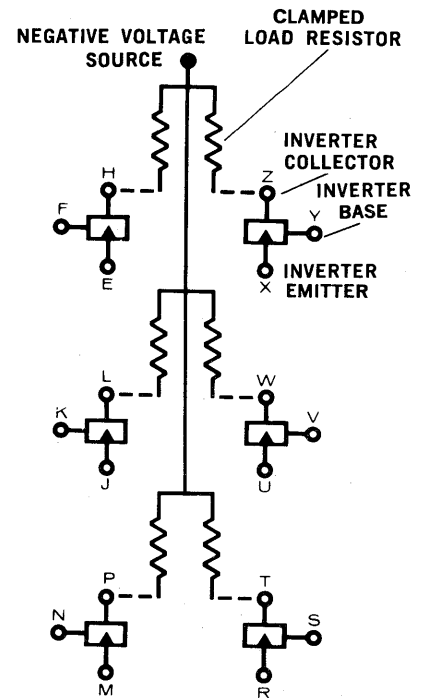 NEGATIVE VOLTAGE
SOURCE
CLAMPED
LOAD RESISTOR
INVERTER
COLLECTOR
INVERTER
BASE
INVERTER
EMITTER
H
F
E
Z
Y
X
L
K
J
W
V
U
P
N
M
T
S
R